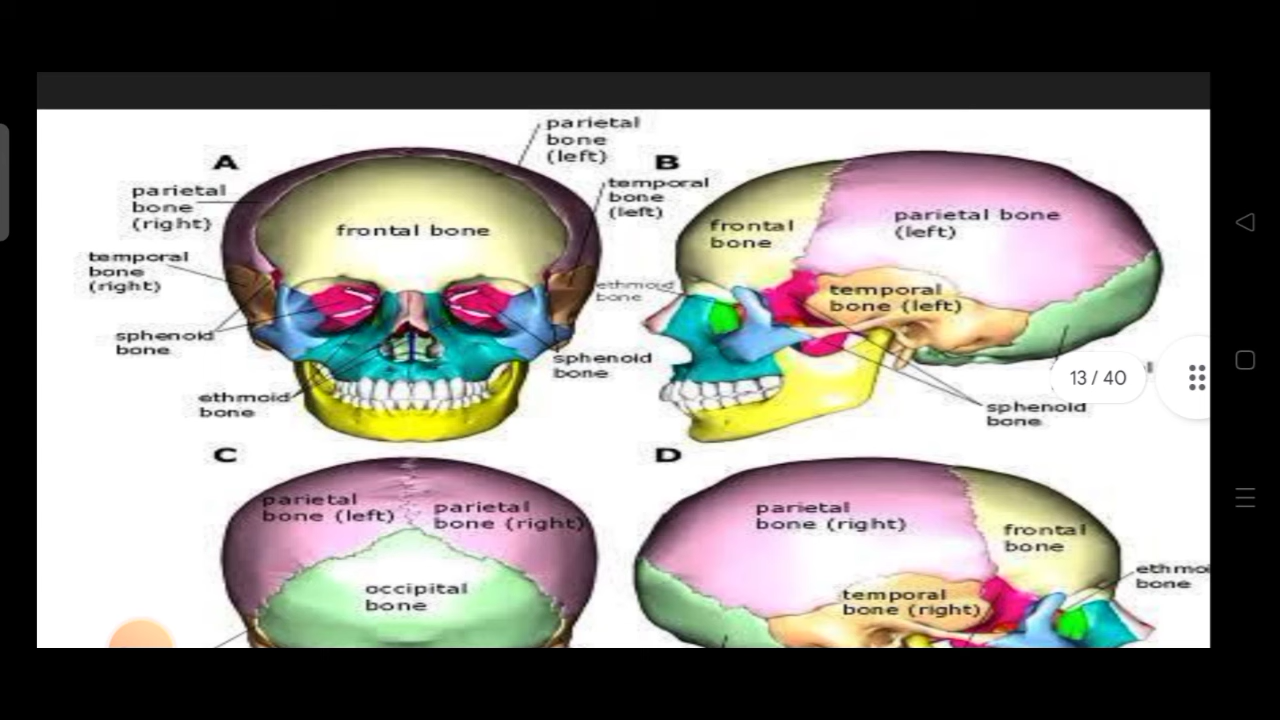 A
parietal
bone
(left)
parietal
bone
(right)
temporal
bone
(left)
frontal bone
temporal
bone
(right)
sphenoid
bone
sphenoid
bone
ethmoid
bone
B
frontal
bone
parietal bone
(left)
ethmoid
bone
temporal
bone (left)
sphenoid
bone
13 / 40
C
parietal
bone (left)
parietal
bone (right)
occipital
bone
D
parietal
bone (right)
frontal
bone
ethmo
bone
temporal
bone (right)